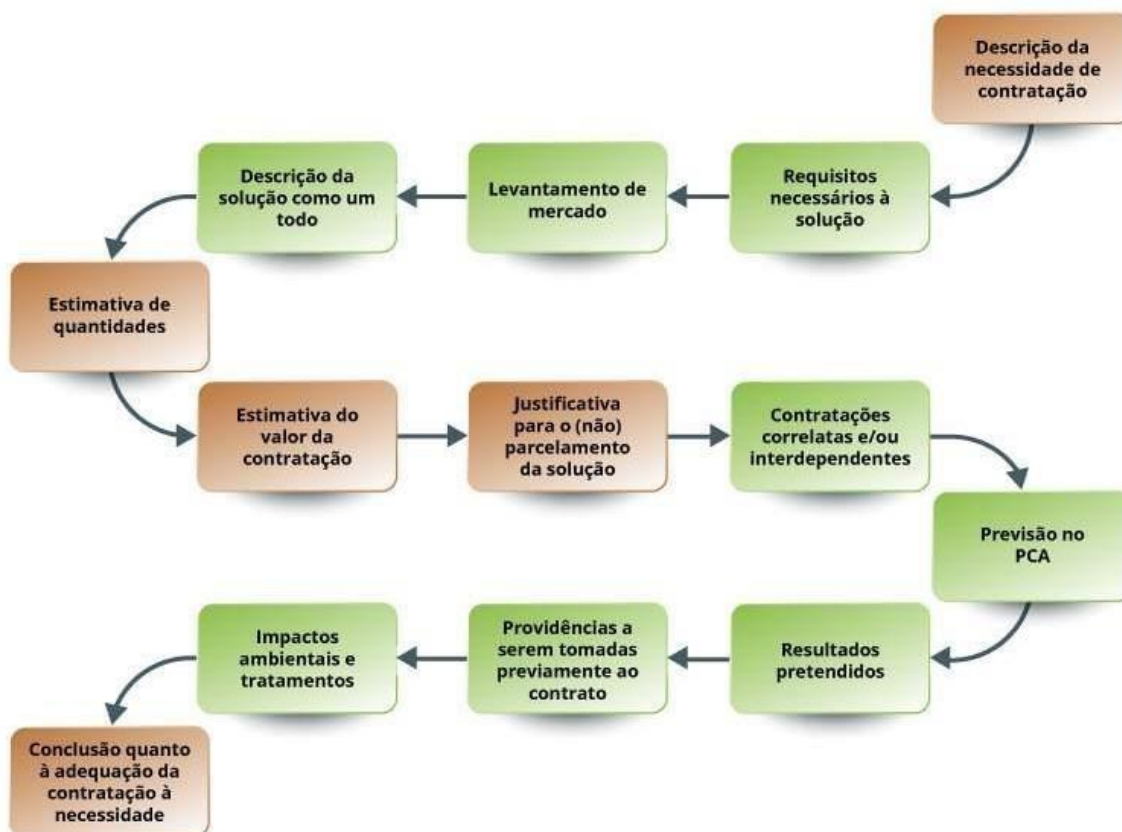 Descrição da
necessidade de
contratação
Requisitos
necessários à
solução
Levantamento de
mercado
Descrição da
solução como um
todo
Estimativa de
quantidades
Estimativa do
valor da
contratação
Justificativa
para o (não)
parcelamento
da solução
Contratações
correlatas e/ou
interdependentes
Previsão no
PCA
Resultados
pretendidos
Providências a
serem tomadas
previamente ao
contrato
Impactos
ambientais e
tratamentos
Conclusão quanto
à adequação da
contratação à
necessidade